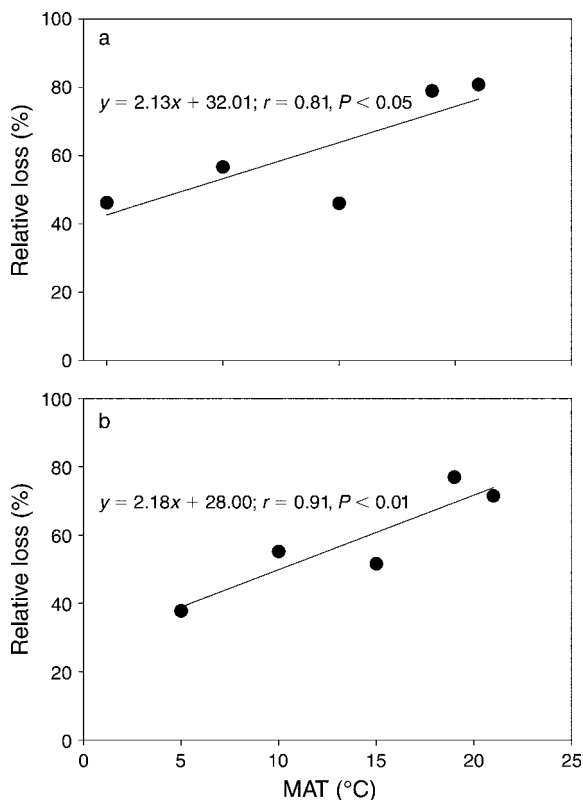 100
a
80
y = 2.13x + 32.01; r = 0.81, P < 0.05
60
40
20
0
Relative loss (%)
100
b
80
y = 2.18x + 28.00; r = 0.91, P < 0.01
60
40
20
0
Relative loss (%)
0 5 10 15 20 25
MAT (°C)